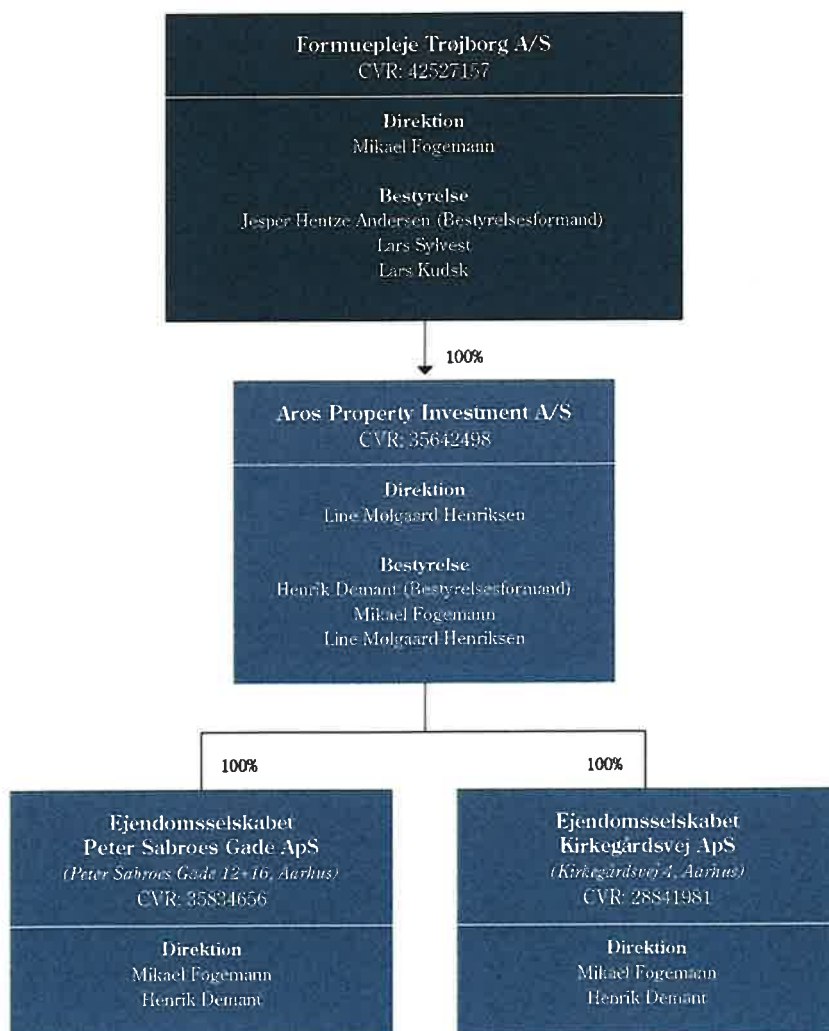 Formuepleje Trøjborg A/S
CVR: 42527157
Direktion
Mikael Fogemann
Bestyrelse
Jesper Hentze Andersen (Bestyrelsesformand)
Lars Sylvest
Lars Kudsk
100%
Aros Property Investment A/S
CVR: 35642498
Direktion
Line Mølgaard Henriksen
Bestyrelse
Henrik Demant (Bestyrelsesformand)
Mikael Fogemann
Line Mølgaard Henriksen
100%
100%
Ejendomsselskabet
Peter Sabroes Gade ApS
(Peter Sabroes Gade 12+16, Aarhus)
CVR: 35834656
Direktion
Mikael Fogemann
Henrik Demant
Ejendomsselskabet
Kirkegårdsvej ApS
(Kirkegårdsvej 4, Aarhus)
CVR: 28841981
Direktion
Mikael Fogemann
Henrik Demant